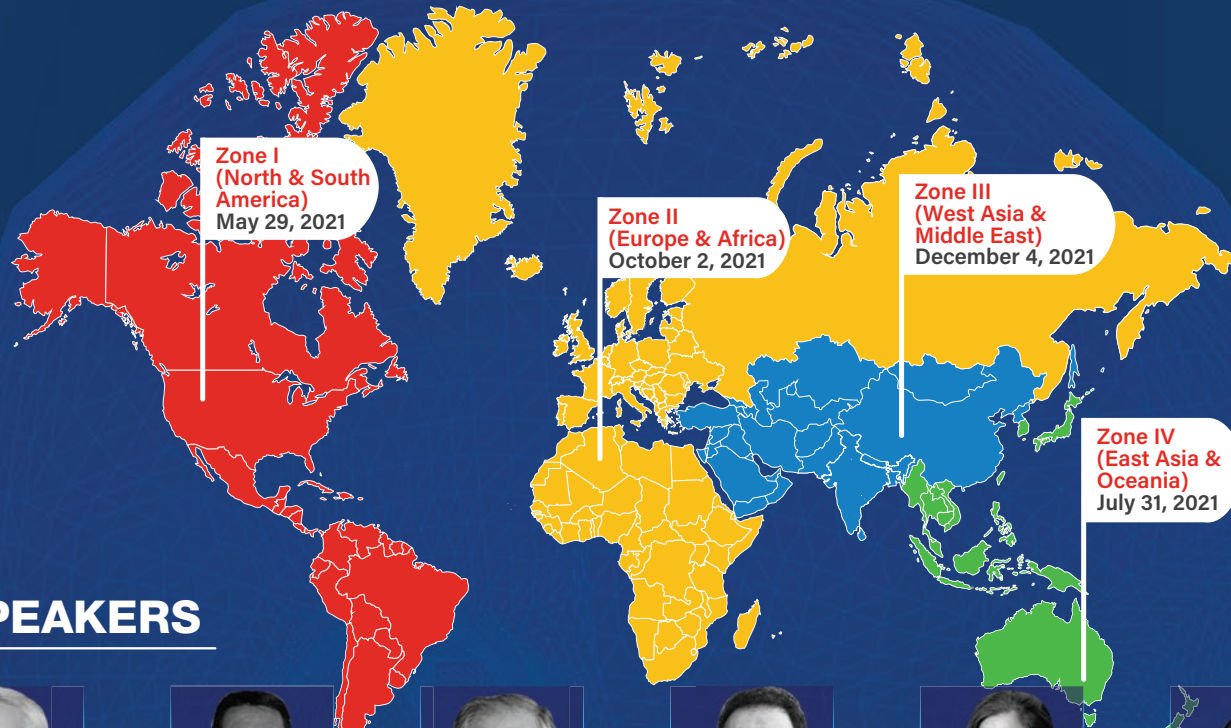 Zone I
(North & South
America)
May 29, 2021
Zone II
(Europe & Africa)
October 2, 2021
Zone III
(West Asia &
Middle East)
December 4, 2021
Zone IV
(East Asia &
Oceania)
July 31, 2021
PEAKERS